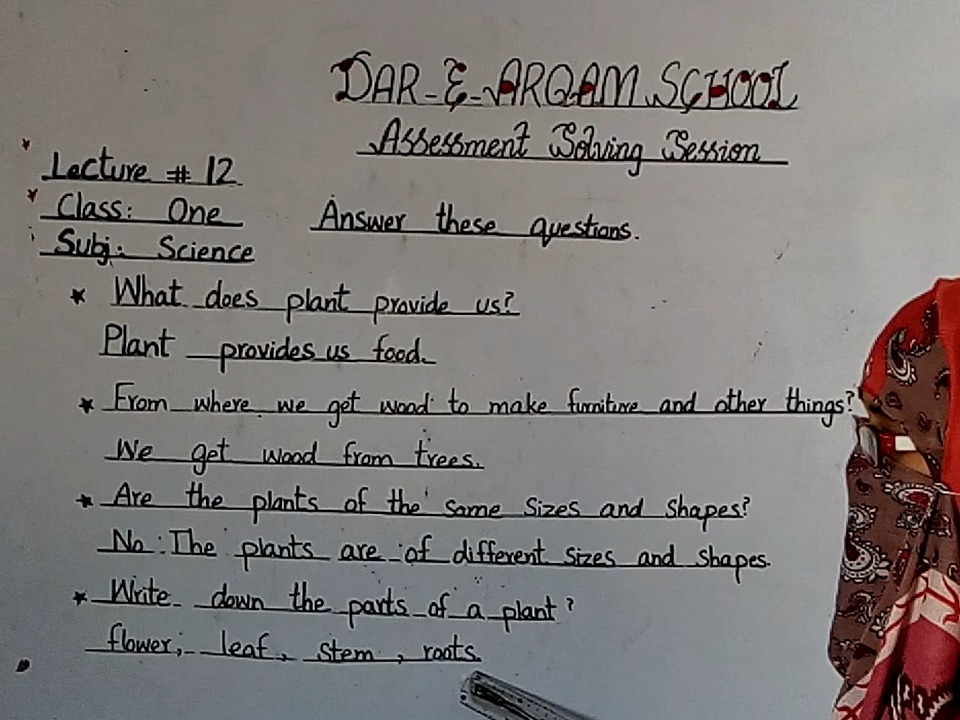 DAR-E-ARQAM SCHOOL
Assessment Solving Session
Lecture # 12
Class: One
Subj: Science
Answer these questions.
* What does plant provide us?
Plant provides us food.
* From where we get wood to make furniture and other things?
We get wood from trees.
* Are the plants of the same sizes and shapes?
No. The plants are of different sizes and shapes.
* Write down the parts of a plant?
flower, leaf, stem, roots.